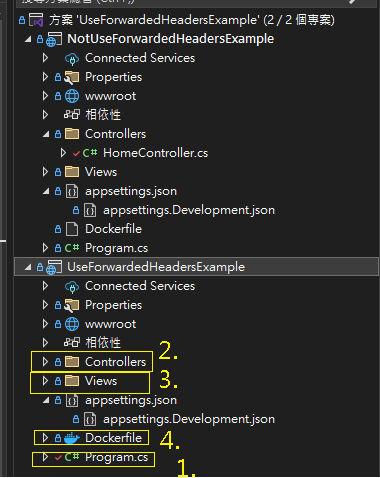 方案 'UseForwardedHeadersExample' (2 / 2 個專案)
NotUseForwardedHeadersExample
Connected Services
Properties
wwwroot
相依性
Controllers
C# HomeController.cs
Views
appsettings.json
appsettings.Development.json
Dockerfile
C# Program.cs
UseForwardedHeadersExample
Connected Services
Properties
wwwroot
相依性
Controllers 2.
Views 3.
appsettings.json
appsettings.Development.json
Dockerfile 4.
C# Program.cs 1.